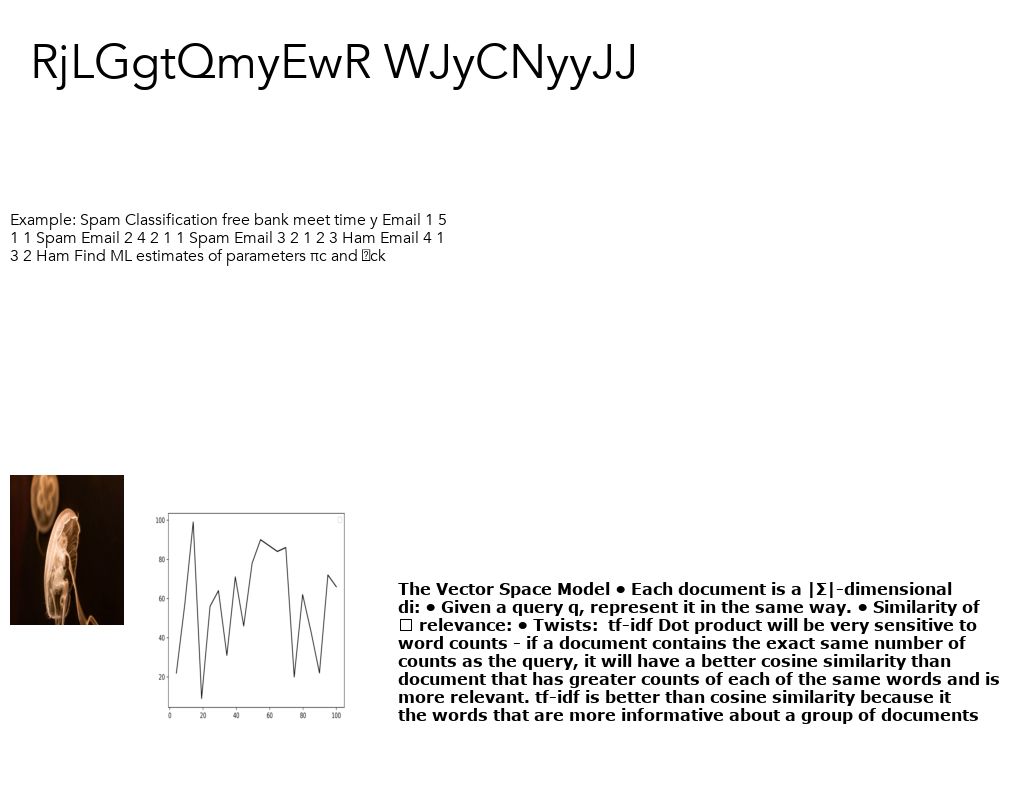 RjLGgtQmyEwR WJyCNyyJJ
Example: Spam Classification free bank meet time y Email 1 5
1 1 Spam Email 2 4 2 1 1 Spam Email 3 2 1 2 3 Ham Email 4 1
3 2 Ham Find ML estimates of parameters πc and ck
100
80
60
40
20
0 20 40 60 80 100
The Vector Space Model • Each document is a |Σ|-dimensional
di: • Given a query q, represent it in the same way. • Similarity of
□ relevance: • Twists: tf-idf Dot product will be very sensitive to
word counts - if a document contains the exact same number of
counts as the query, it will have a better cosine similarity than
document that has greater counts of each of the same words and is
more relevant. tf-idf is better than cosine similarity because it
the words that are more informative about a group of documents